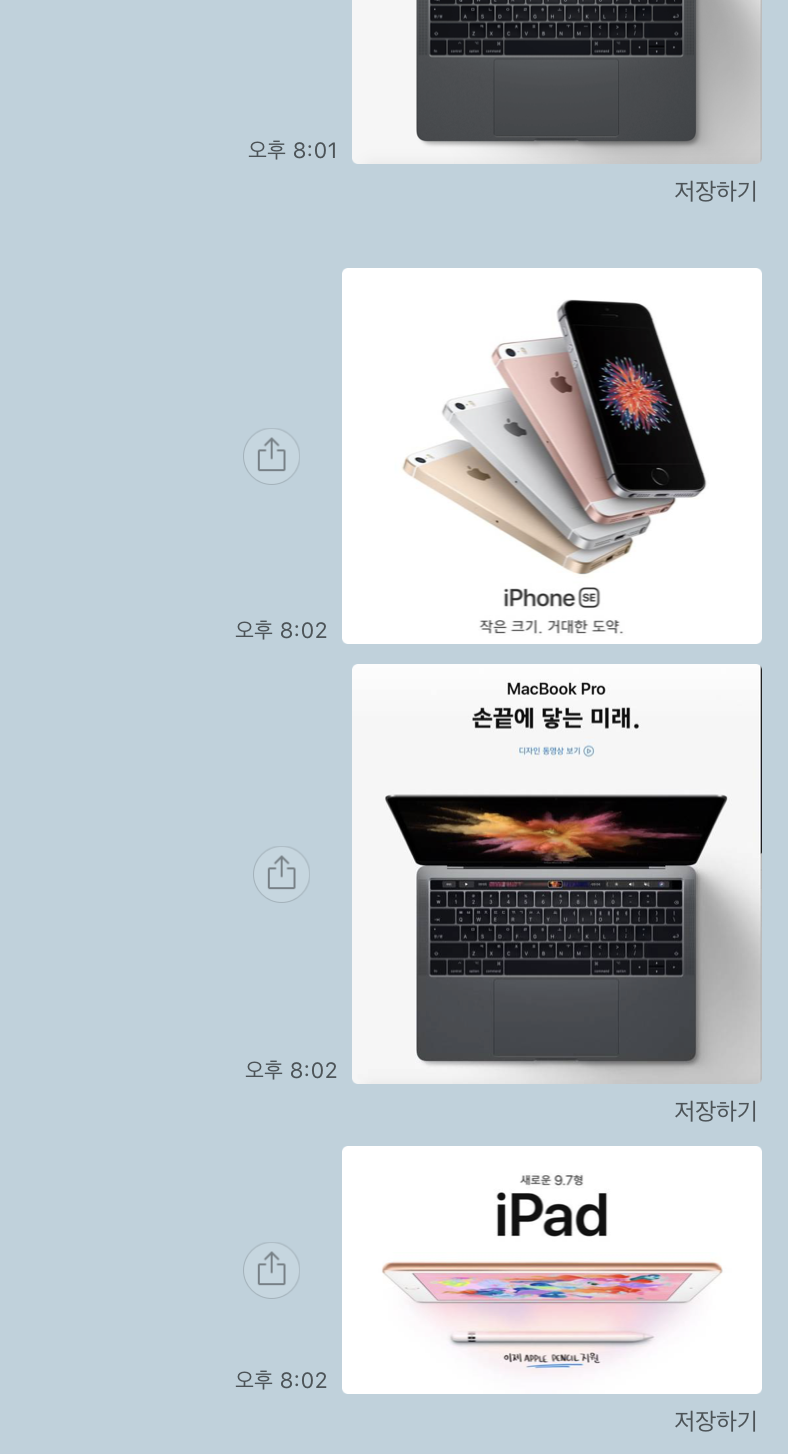 오후 8:01
저장하기
iPhone SE
작은 크기. 거대한 도약.
오후 8:02
MacBook Pro
손끝에 닿는 미래.
디자인 동영상 보기
오후 8:02
저장하기
새로운 9.7형
iPad
이제 APPLE PENCIL 지원
오후 8:02
저장하기